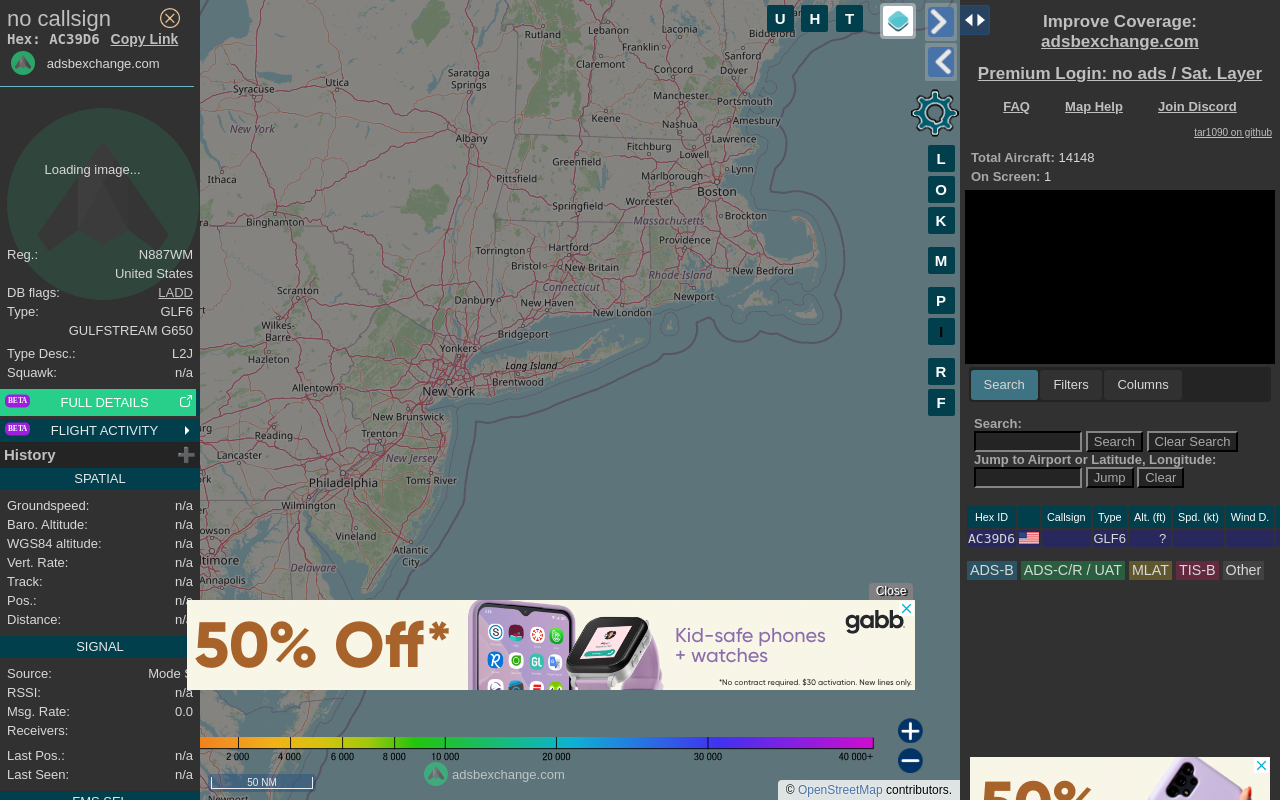 no callsign
Hex: AC39D6 Copy Link
adsbexchange.com
Loading image...
Reg.: N887WM
United States
DB flags: LADD
Type: GLF6
GULFSTREAM G650
Type Desc.: L2J
Squawk: n/a
BETA FULL DETAILS
BETA FLIGHT ACTIVITY
History
SPATIAL
Groundspeed: n/a
Baro. Altitude: n/a
WGS84 altitude: n/a
Vert. Rate: n/a
Track: n/a
Pos.: n/a
Distance: n/a
SIGNAL
Source: Mode S
RSSI: n/a
Msg. Rate: 0.0
Receivers:
Last Pos.: n/a
Last Seen: n/a
FMS SEL
U H T
L
O
K
M
P
I
R
F
Rutland
Lebanon
Laconia
Biddeford
Franklin
Sanford
Claremont
Concord
Dover
Saratoga
Springs
Utica
Syracuse
Manchester
Portsmouth
Keene
Nashua
Amesbury
New York
Albany
Lawrence
Fitchburg
Lowell
Greenfield
Lynn
Ithaca
Pittsfield
Marlborough
Boston
Worcester
Springfield
Brockton
Binghamton
Massachusetts
Providence
Hartford
Torrington
Bristol
New Britain
Rhode Island
New Bedford
Connecticut
Scranton
Danbury
New Haven
Newport
New London
Wilkes-
Barre
Bridgeport
Hazleton
Yonkers
Long Island
Brentwood
Allentown
New York
New Brunswick
Reading
Trenton
Lancaster
New Jersey
Toms River
Philadelphia
Wilmington
Vineland
Atlantic
City
Annapolis
Delaware
Close
50% Off*
Kid-safe phones
+ watches
gabb
*No contract required. $30 activation. New lines only.
2 000 4 000 6 000 8 000 10 000 20 000 30 000 40 000+
50 NM
adsbexchange.com
© OpenStreetMap contributors.
Improve Coverage:
adsbexchange.com
Premium Login: no ads / Sat. Layer
FAQ Map Help Join Discord
tar1090 on github
Total Aircraft: 14148
On Screen: 1
Search Filters Columns
Search:
Search Clear Search
Jump to Airport or Latitude, Longitude:
Jump Clear
Hex ID Callsign Type Alt. (ft) Spd. (kt) Wind D.
AC39D6 GLF6 ?
ADS-B ADS-C/R / UAT MLAT TIS-B Other
50%